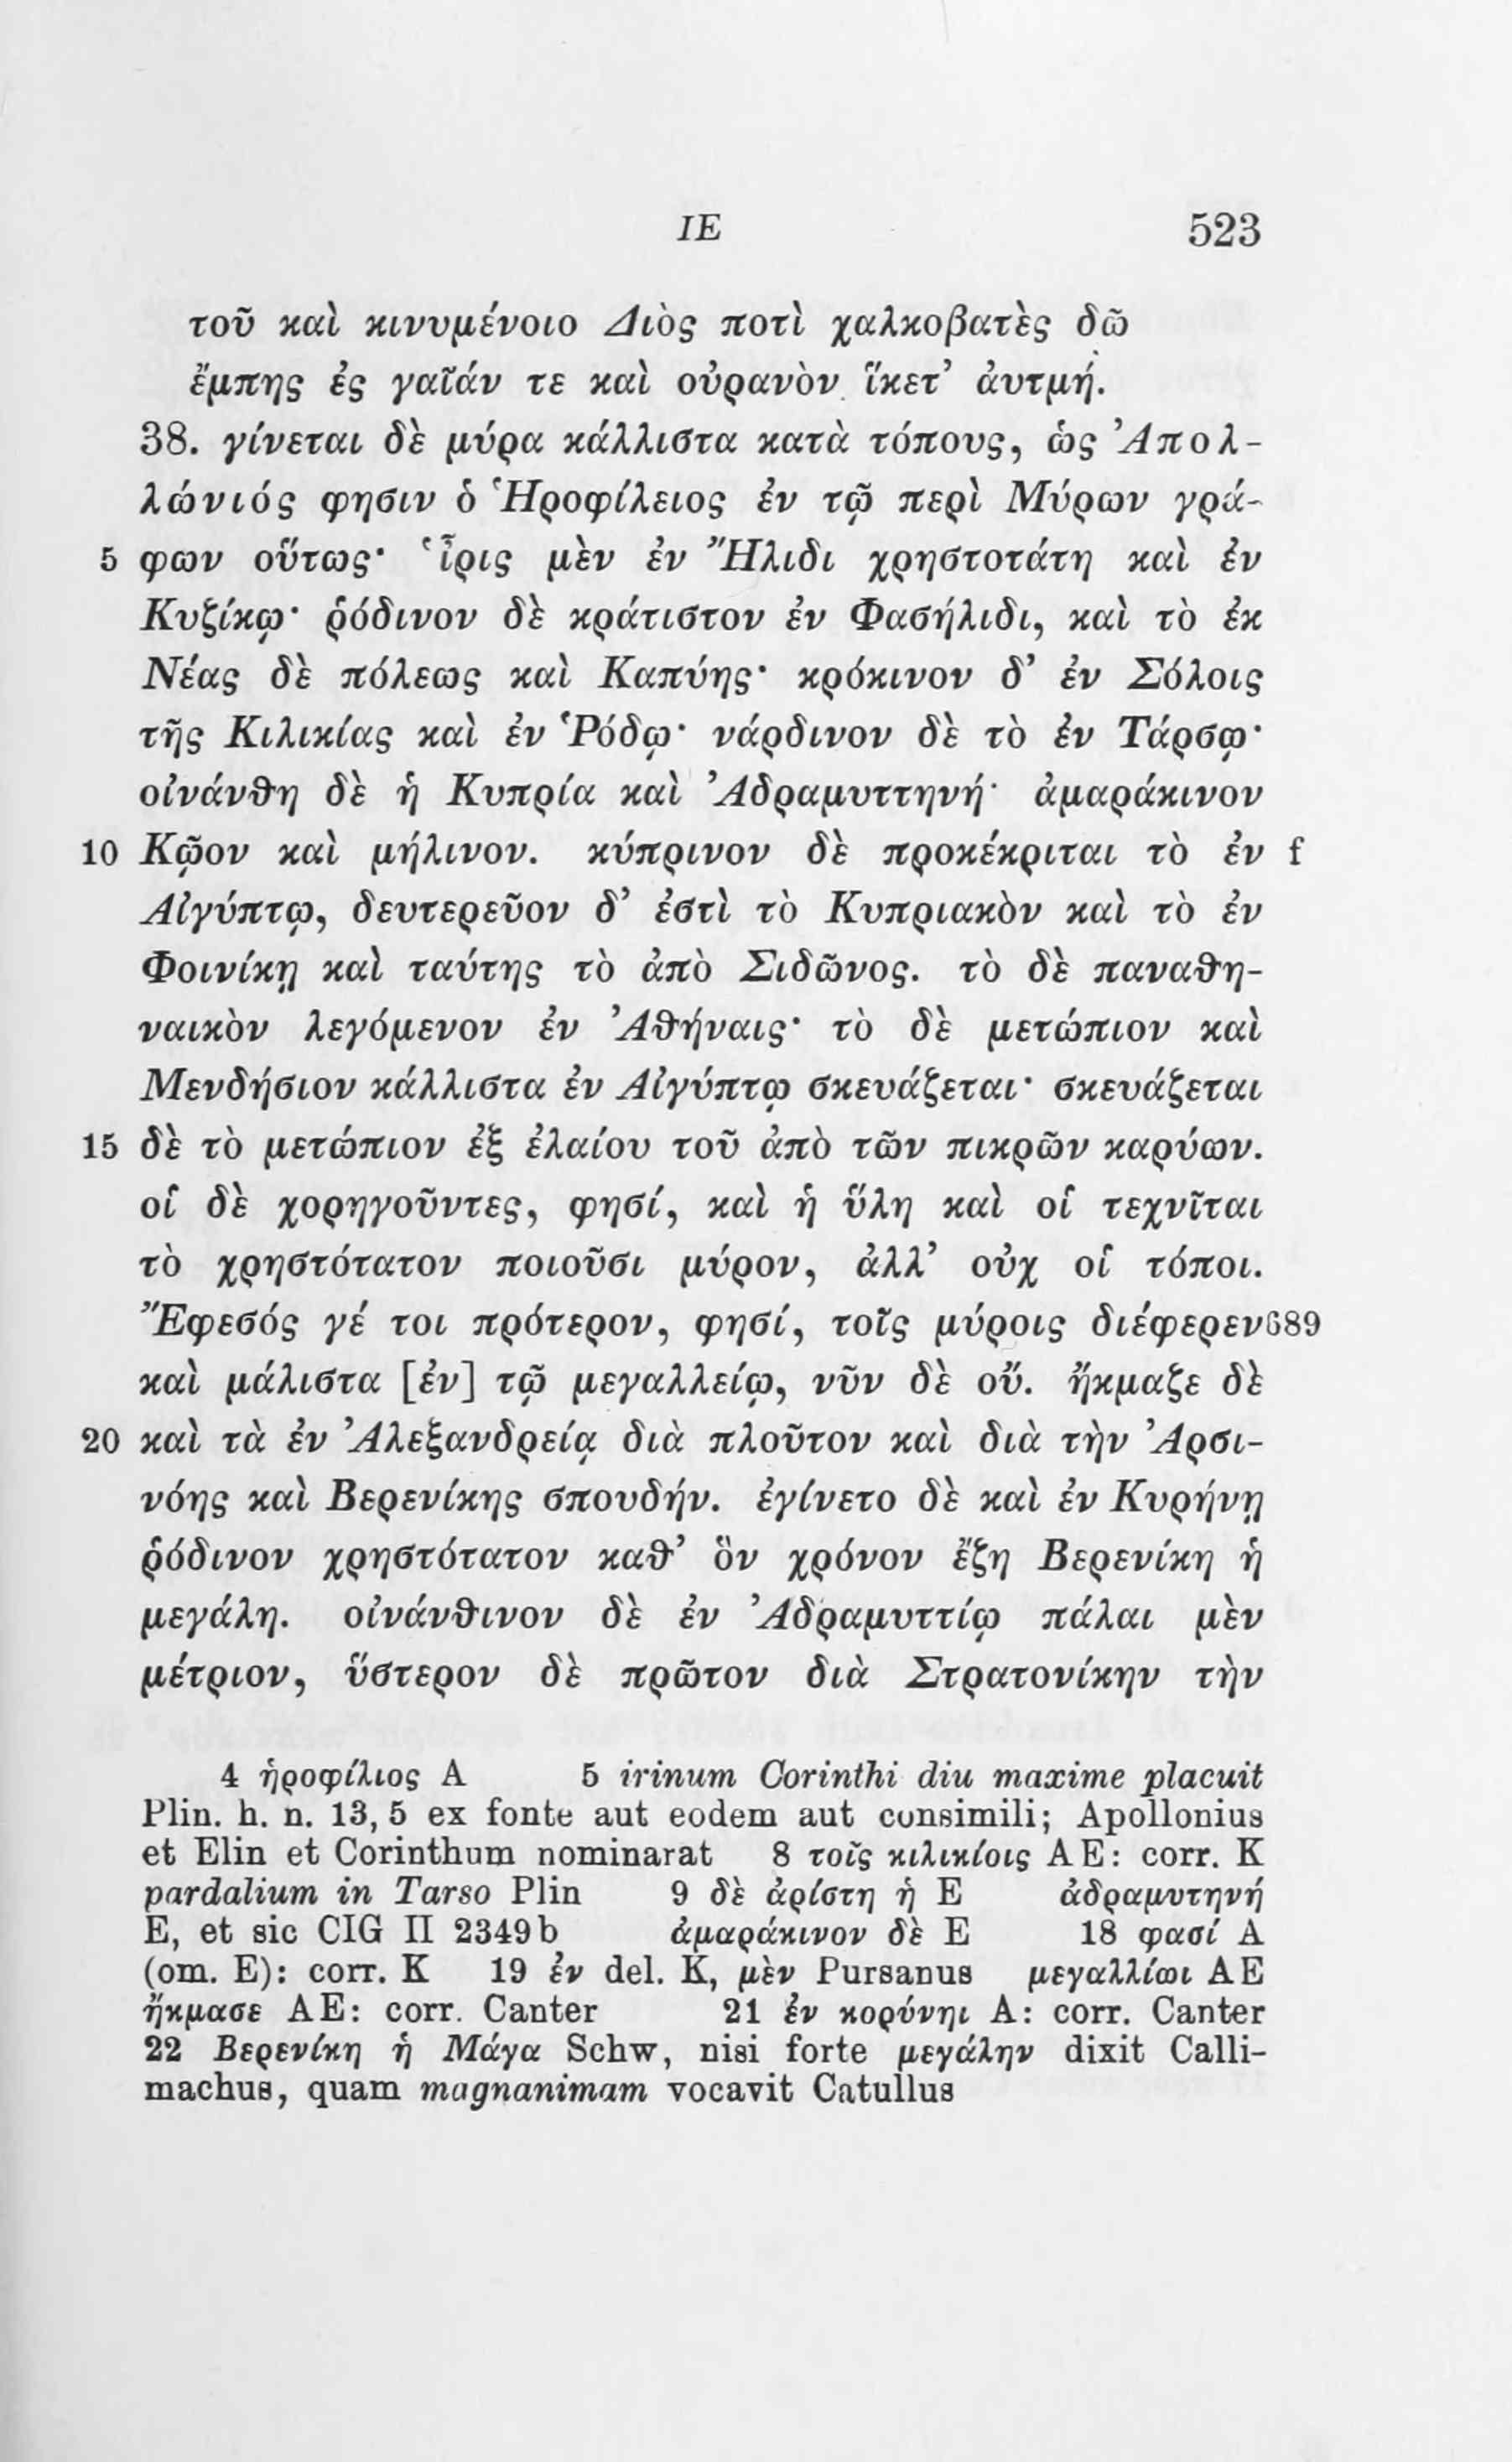 ΙΕ 523
τοῦ καὶ κινυμένοιο Διὸς ποτὶ χαλκοβατὲς δῶ
ἔμπης ἐς γαῖάν τε καὶ οὐρανὸν ἵκετ’ ἀυτμή.
38. γίνεται δὲ μύρα κάλλιστα κατὰ τόπους, ὡς Ἀπολ-
λώνιός φησιν ὁ Ἡροφίλειος ἐν τῷ περὶ Μύρων γρά-
5 φων οὕτως· ‘ἶρις μὲν ἐν Ἤλιδι χρηστοτάτη καὶ ἐν
Κυζίκῳ· ῥόδινον δὲ κράτιστον ἐν Φασήλιδι, καὶ τὸ ἐκ
Νέας δὲ πόλεως καὶ Καπύης· κρόκινον δ’ ἐν Σόλοις
τῆς Κιλικίας καὶ ἐν Ῥόδῳ· νάρδινον δὲ τὸ ἐν Τάρσῳ·
οἰνάνθη δὲ ἡ Κυπρία καὶ Ἀδραμυττηνή· ἀμαράκινον
10 Κῷον καὶ μήλινον. κύπρινον δὲ προκέκριται τὸ ἐν f
Αἰγύπτῳ, δευτερεῦον δ’ ἐστὶ τὸ Κυπριακὸν καὶ τὸ ἐν
Φοινίκῃ καὶ ταύτης τὸ ἀπὸ Σιδῶνος. τὸ δὲ παναθη-
ναικὸν λεγόμενον ἐν Ἀθήναις· τὸ δὲ μετώπιον καὶ
Μενδήσιον κάλλιστα ἐν Αἰγύπτῳ σκευάζεται· σκευάζεται
15 δὲ τὸ μετώπιον ἐξ ἐλαίου τοῦ ἀπὸ τῶν πικρῶν καρύων.
οἱ δὲ χορηγοῦντες, φησί, καὶ ἡ ὕλη καὶ οἱ τεχνῖται
τὸ χρηστότατον ποιοῦσι μύρον, ἀλλ’ οὐχ οἱ τόποι.
Ἔφεσός γέ τοι πρότερον, φησί, τοῖς μύροις διέφερεν 689
καὶ μάλιστα [ἐν] τῷ μεγαλλείῳ, νῦν δὲ οὔ. ἤκμαζε δὲ
20 καὶ τὰ ἐν Ἀλεξανδρείᾳ διὰ πλοῦτον καὶ διὰ τὴν Ἀρσι-
νόης καὶ Βερενίκης σπουδήν. ἐγίνετο δὲ καὶ ἐν Κυρήνῃ
ῥόδινον χρηστότατον καθ’ ὃν χρόνον ἔζη Βερενίκη ἡ
μεγάλη. οἰνάνθινον δὲ ἐν Ἀδραμυττίῳ πάλαι μὲν
μέτριον, ὕστερον δὲ πρῶτον διὰ Στρατονίκην τὴν
4 ἡροφίλιος A 5 irinum Corinthi diu maxime placuit
Plin. h. n. 13, 5 ex fonte aut eodem aut consimili; Apollonius
et Elin et Corinthum nominarat 8 τοῖς κιλικίοις AE: corr. K
pardalium in Tarso Plin 9 δὲ ἀρίστη ἡ E ἀδραμυτηνή
E, et sic CIG II 2349b ἀμαράκινον δὲ E 18 φασί A
(om. E): corr. K 19 ἐν del. K, μὲν Pursanus μεγαλλίωι AE
ἤκμασε AE: corr. Canter 21 ἐν κορύνηι A: corr. Canter
22 Βερενίκη ἡ Μάγα Schw, nisi forte μεγάλην dixit Calli-
machus, quam magnanimam vocavit Catullus